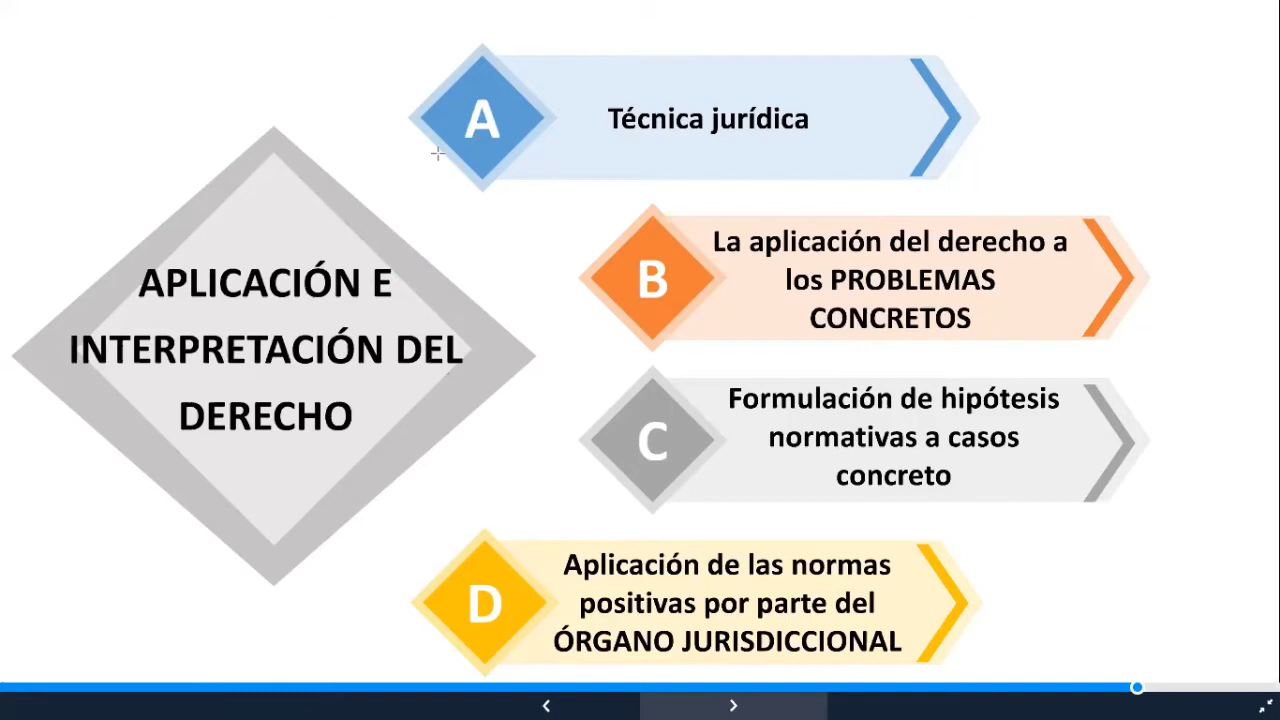 APLICACIÓN E
INTERPRETACIÓN DEL
DERECHO
A
Técnica jurídica
B
La aplicación del derecho a
los PROBLEMAS
CONCRETOS
C
Formulación de hipótesis
normativas a casos
concreto
D
Aplicación de las normas
positivas por parte del
ÓRGANO JURISDICCIONAL